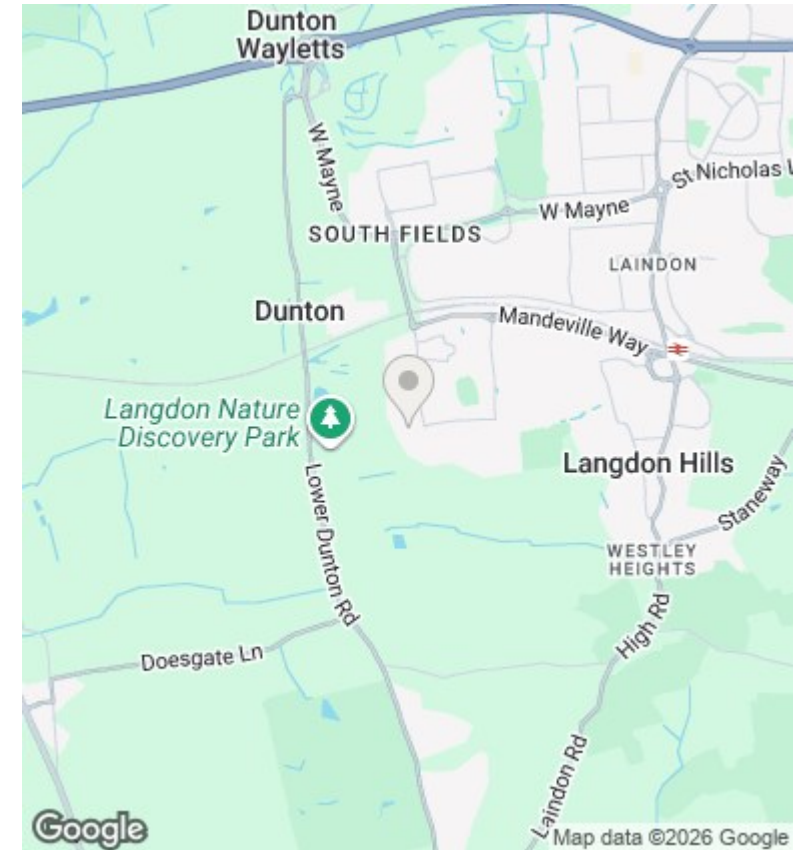 Dunton
Wayletts
W Mayne
St Nicholas L
W Mayne
SOUTH FIELDS
LAINDON
Dunton
Mandeville Way
Langdon Nature
Discovery Park
Langdon Hills
Staneway
Lower Dunton Rd
WESTLEY
HEIGHTS
High Rd
Doesgate Ln
Laindon Rd
Google
Map data ©2026 Google